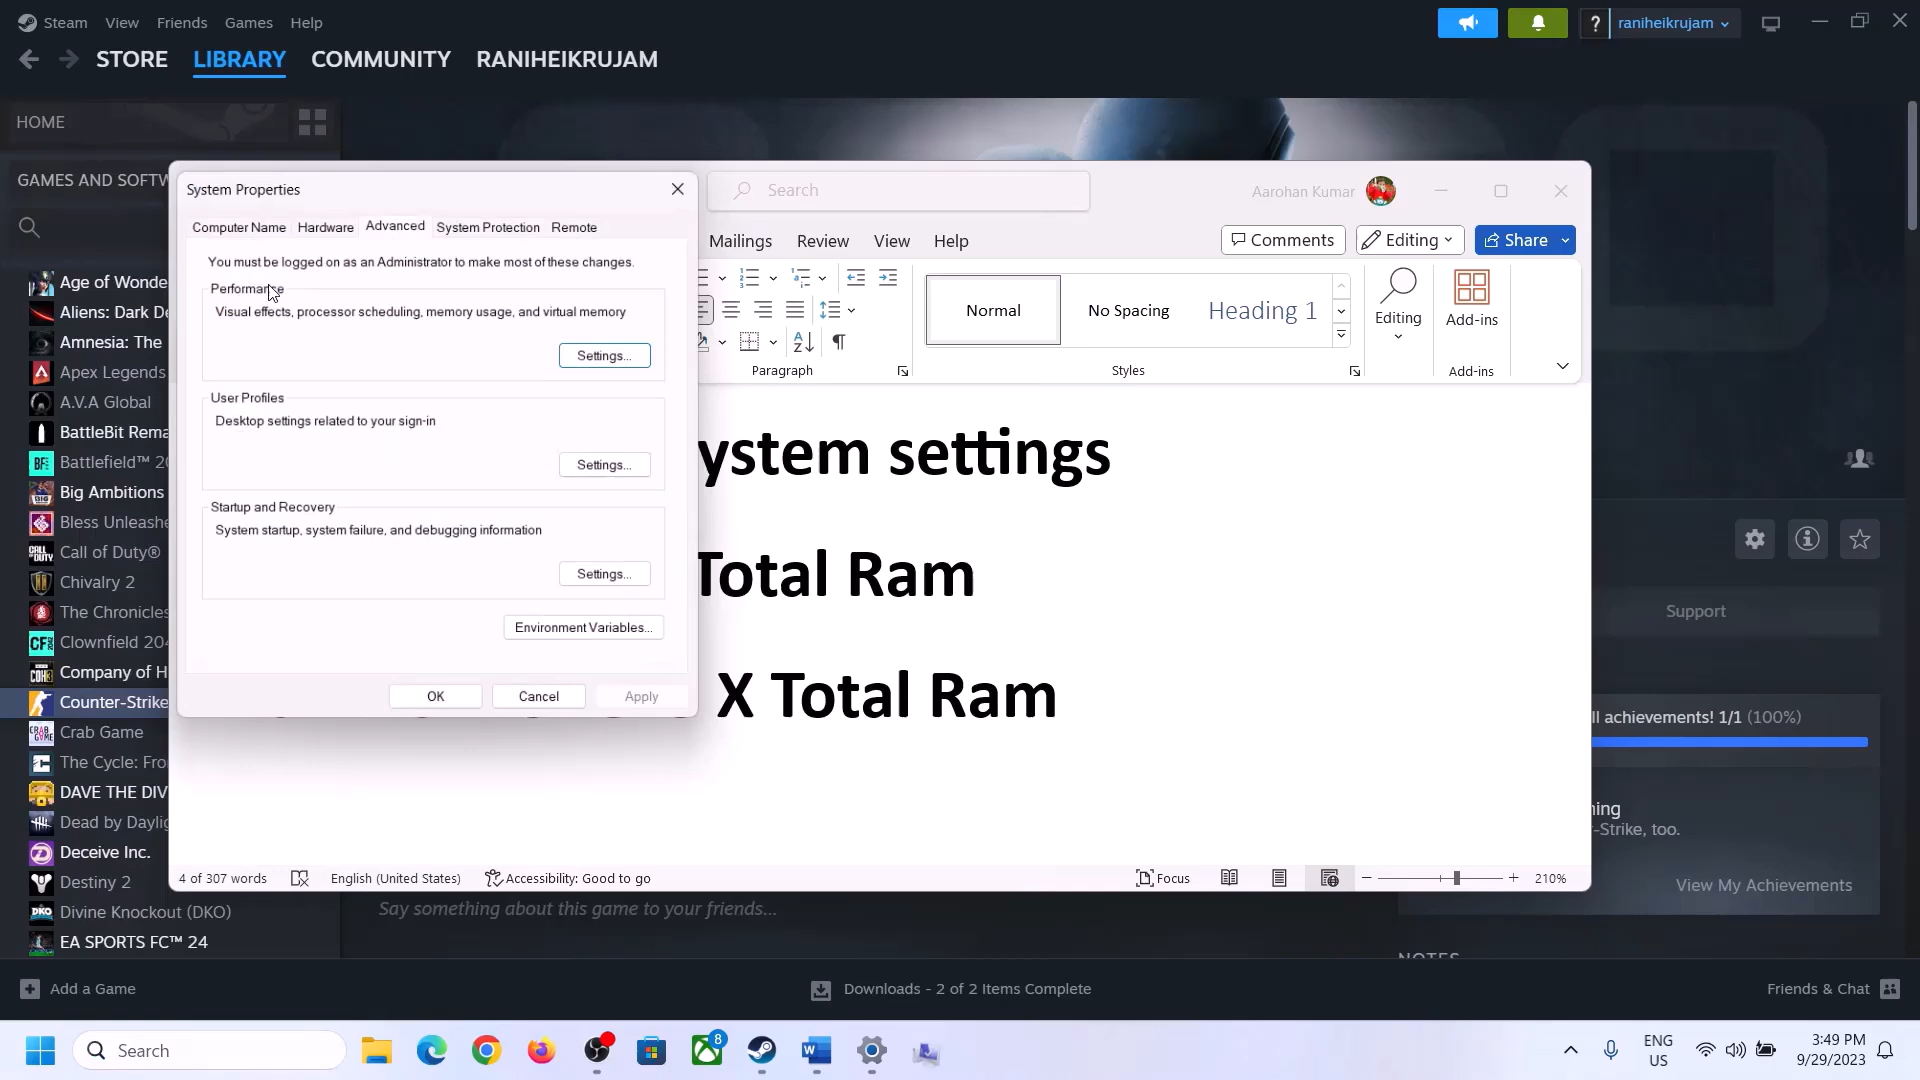 Steam View Friends Games Help
? raniheikrujam
STORE LIBRARY COMMUNITY RANIHEIKRUJAM
HOME
GAMES AND SOFTW
Age of Wonde
Aliens: Dark De
Amnesia: The
Apex Legends
A.V.A Global
BattleBit Rema
Battlefield™ 20
Big Ambitions
Bless Unleashe
Call of Duty®
Chivalry 2
The Chronicles
Clownfield 204
Company of H
Counter-Strike
Crab Game
The Cycle: Fro
DAVE THE DIV
Dead by Daylig
Deceive Inc.
Destiny 2
Divine Knockout (DKO)
EA SPORTS FC™ 24
System Properties
Computer Name Hardware Advanced System Protection Remote
You must be logged on as an Administrator to make most of these changes.
Performance
Visual effects, processor scheduling, memory usage, and virtual memory
Settings...
User Profiles
Desktop settings related to your sign-in
Settings...
Startup and Recovery
System startup, system failure, and debugging information
Settings...
Environment Variables...
OK Cancel Apply
Search
Aarohan Kumar
Mailings Review View Help
Comments Editing Share
Normal No Spacing Heading 1
Editing
Add-ins
Paragraph Styles Add-ins
ystem settings
Total Ram
X Total Ram
4 of 307 words English (United States) Accessibility: Good to go Focus 210%
Support
ll achievements! 1/1 (100%)
ning
-Strike, too.
View My Achievements
Say something about this game to your friends...
NOTES
Add a Game Downloads - 2 of 2 Items Complete Friends & Chat
Search
8
ENG
US
3:49 PM
9/29/2023